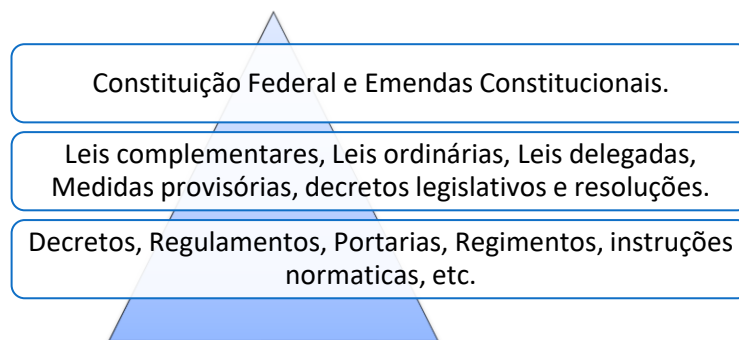 Constituição Federal e Emendas Constitucionais.
Leis complementares, Leis ordinárias, Leis delegadas,
Medidas provisórias, decretos legislativos e resoluções.
Decretos, Regulamentos, Portarias, Regimentos, instruções
normaticas, etc.